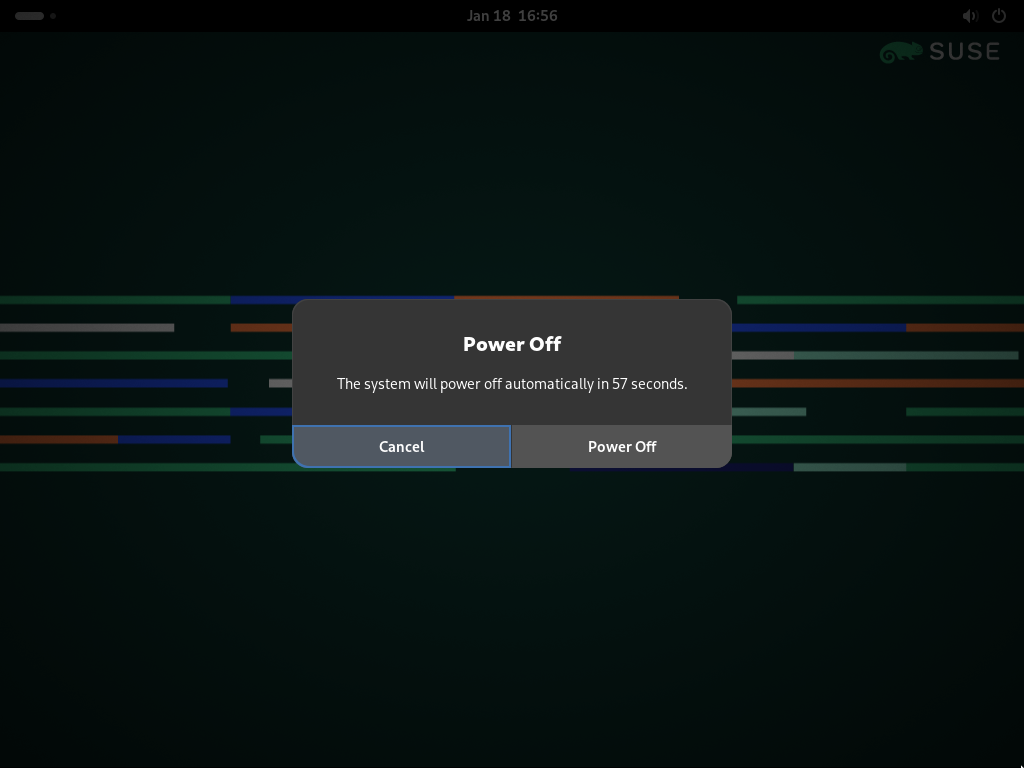 Jan 18 16:56
SUSE
Power Off
The system will power off automatically in 57 seconds.
Cancel
Power Off